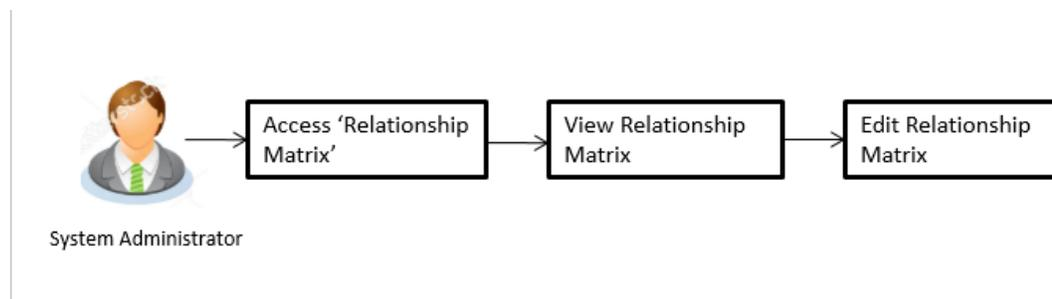 Access ‘Relationship
Matrix’
View Relationship
Matrix
Edit Relationship
Matrix
System Administrator